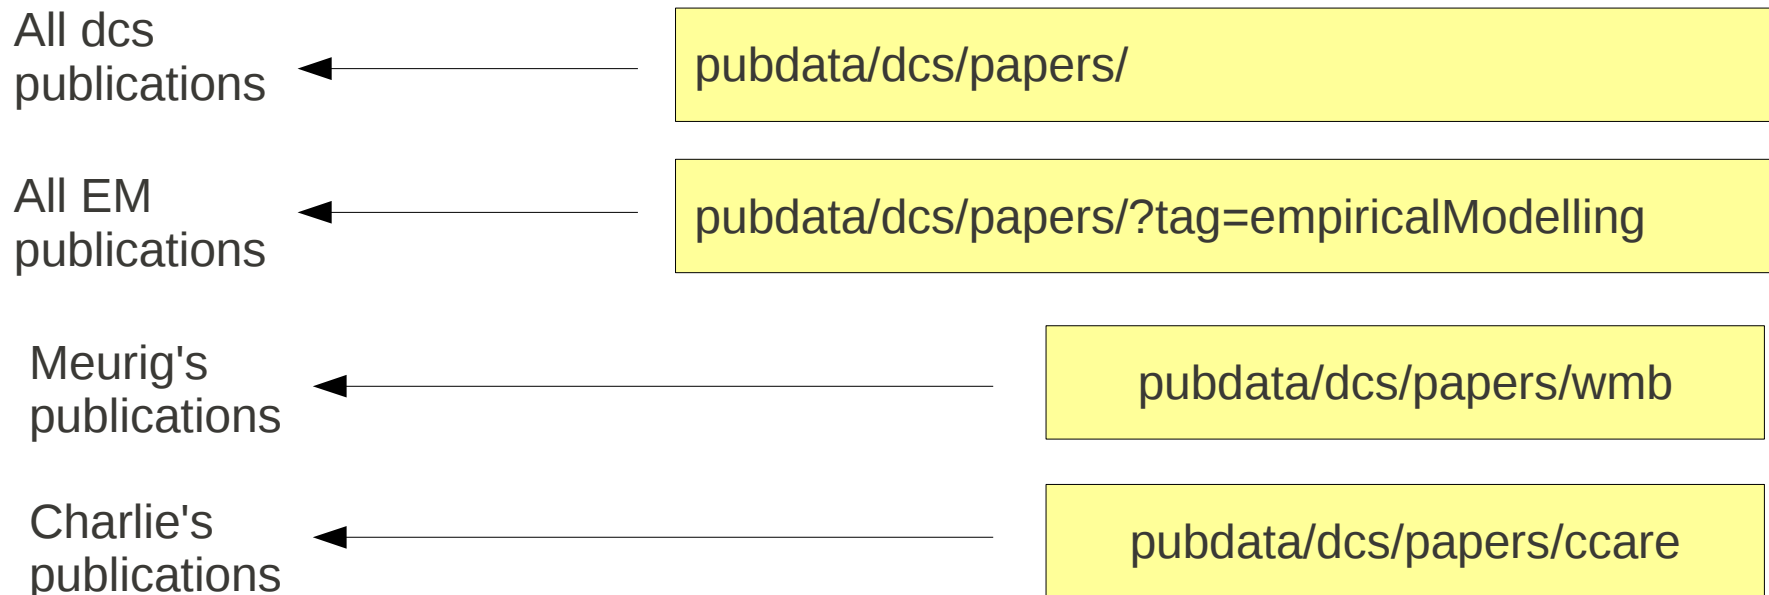 All dcs
publications
pubdata/dcs/papers/
All EM
publications
pubdata/dcs/papers/?tag=empiricalModelling
Meurig's
publications
pubdata/dcs/papers/wmb
Charlie's
publications
pubdata/dcs/papers/ccare